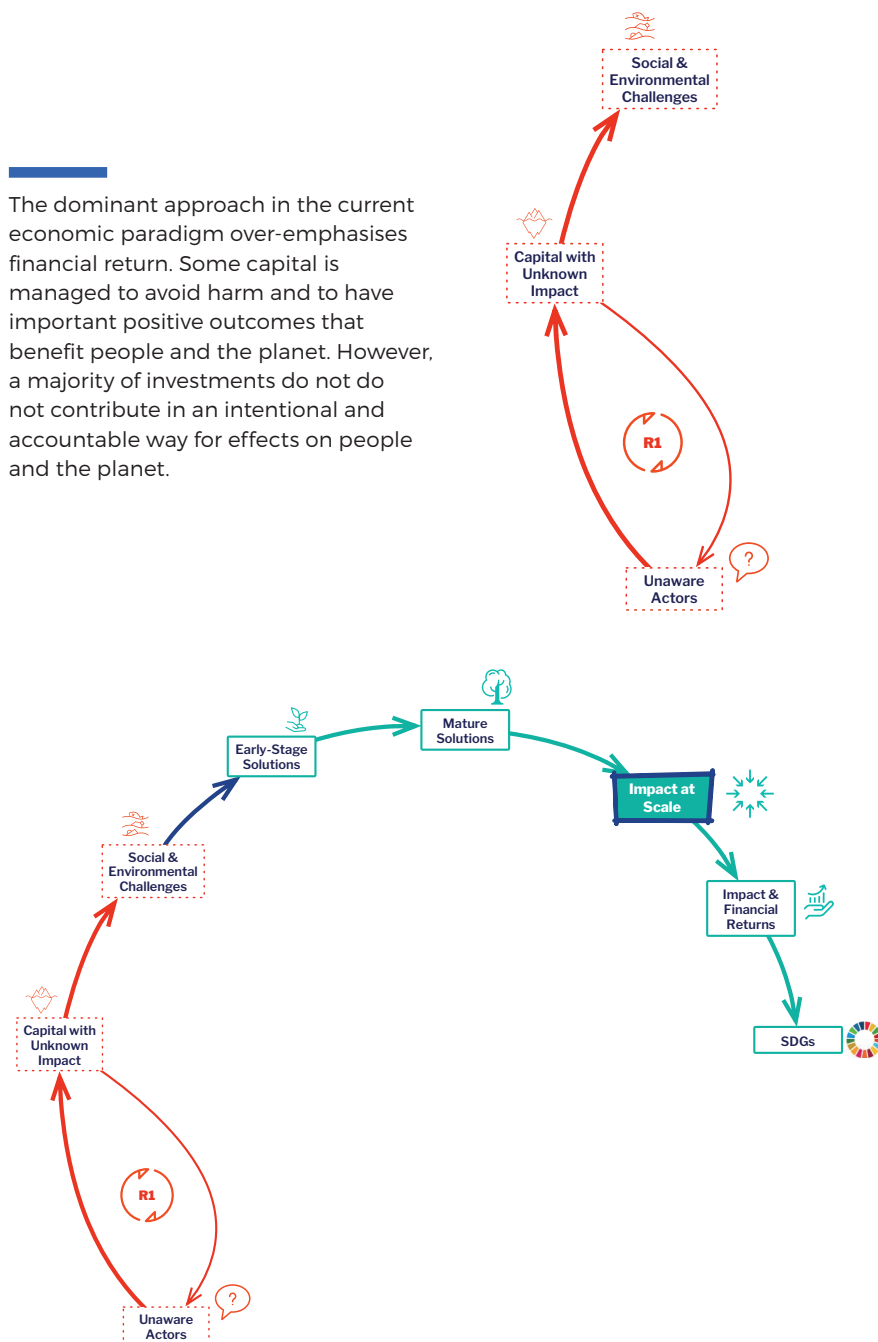 Social &
Environmental
Challenges
The dominant approach in the current
economic paradigm over-emphasises
financial return. Some capital is
managed to avoid harm and to have
important positive outcomes that
benefit people and the planet. However,
a majority of investments do not do
not contribute in an intentional and
accountable way for effects on people
and the planet.
Capital with
Unknown
Impact
R1
?
Unaware
Actors
Mature
Solutions
Early-Stage
Solutions
Impact at
Scale
Social &
Environmental
Challenges
Impact &
Financial
Returns
Capital with
Unknown
Impact
SDGs
R1
?
Unaware
Actors